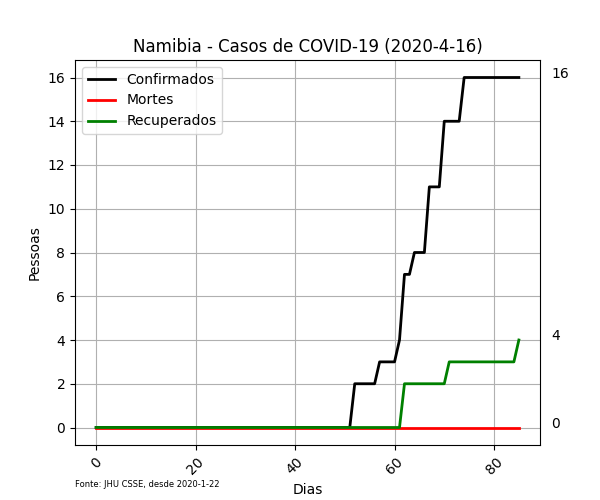 Namibia - Casos de COVID-19 (2020-4-16)
Confirmados
Mortes
Recuperados
16
14
12
10
8
6
4
2
0
Pessoas
16
4
0
0
20
40
60
80
Dias
Fonte: JHU CSSE, desde 2020-1-22